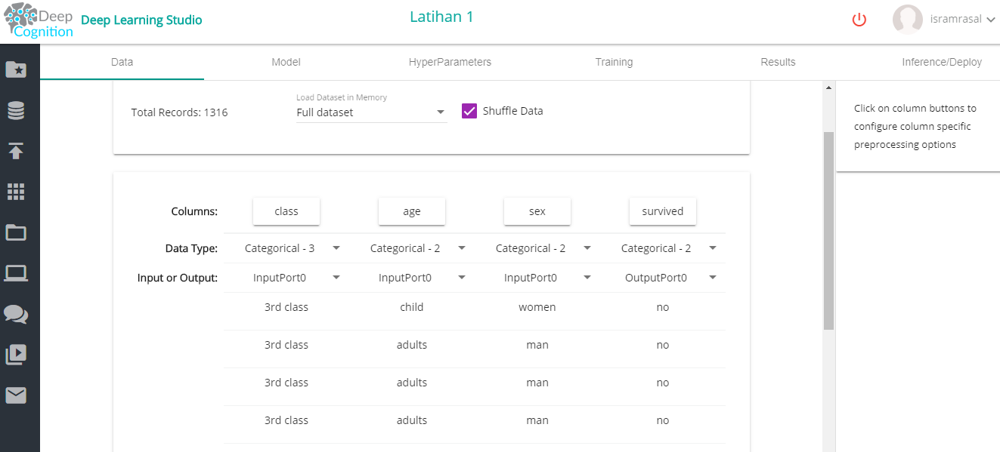 Deep
Cognition
Deep Learning Studio
Latihan 1
isramrasal
Data Model HyperParameters Training Results Inference/Deploy
Load Dataset in Memory
Total Records: 1316 Full dataset Shuffle Data
Click on column buttons to
configure column specific
preprocessing options
Columns: class age sex survived
Data Type: Categorical - 3 Categorical - 2 Categorical - 2 Categorical - 2
Input or Output: InputPort0 InputPort0 InputPort0 OutputPort0
3rd class child women no
3rd class adults man no
3rd class adults man no
3rd class adults man no